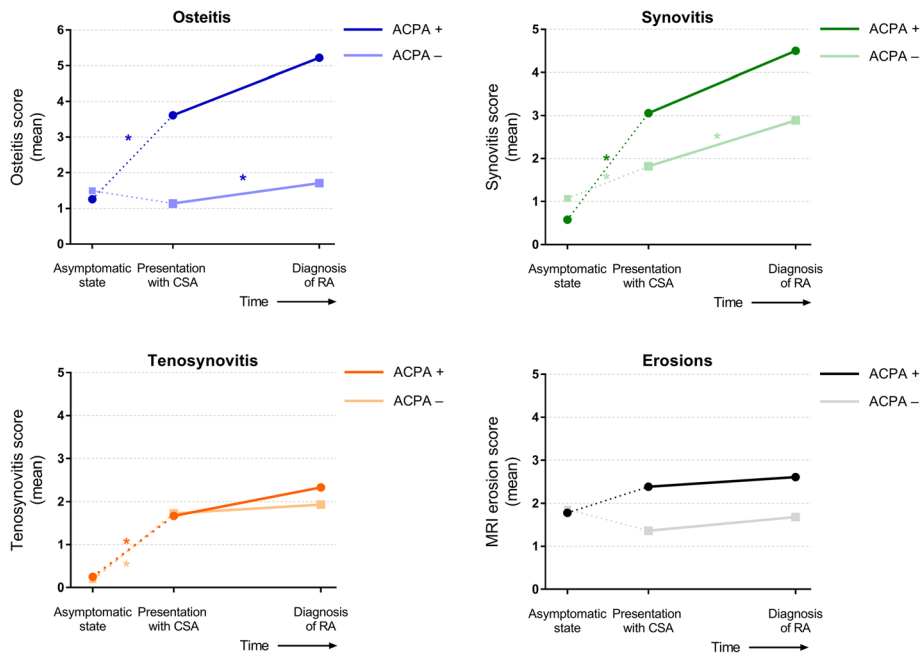 Osteitis
ACPA +
ACPA –
Osteitis score
(mean)
6
5
4
3
2
1
0
*
*
Asymptomatic
state
Presentation
with CSA
Diagnosis
of RA
Time
Synovitis
ACPA +
ACPA –
Synovitis score
(mean)
5
4
3
2
1
0
*
*
*
Asymptomatic
state
Presentation
with CSA
Diagnosis
of RA
Time
Tenosynovitis
ACPA +
ACPA –
Tenosynovitis score
(mean)
5
4
3
2
1
0
*
*
Asymptomatic
state
Presentation
with CSA
Diagnosis
of RA
Time
Erosions
ACPA +
ACPA –
MRI erosion score
(mean)
5
4
3
2
1
0
Asymptomatic
state
Presentation
with CSA
Diagnosis
of RA
Time